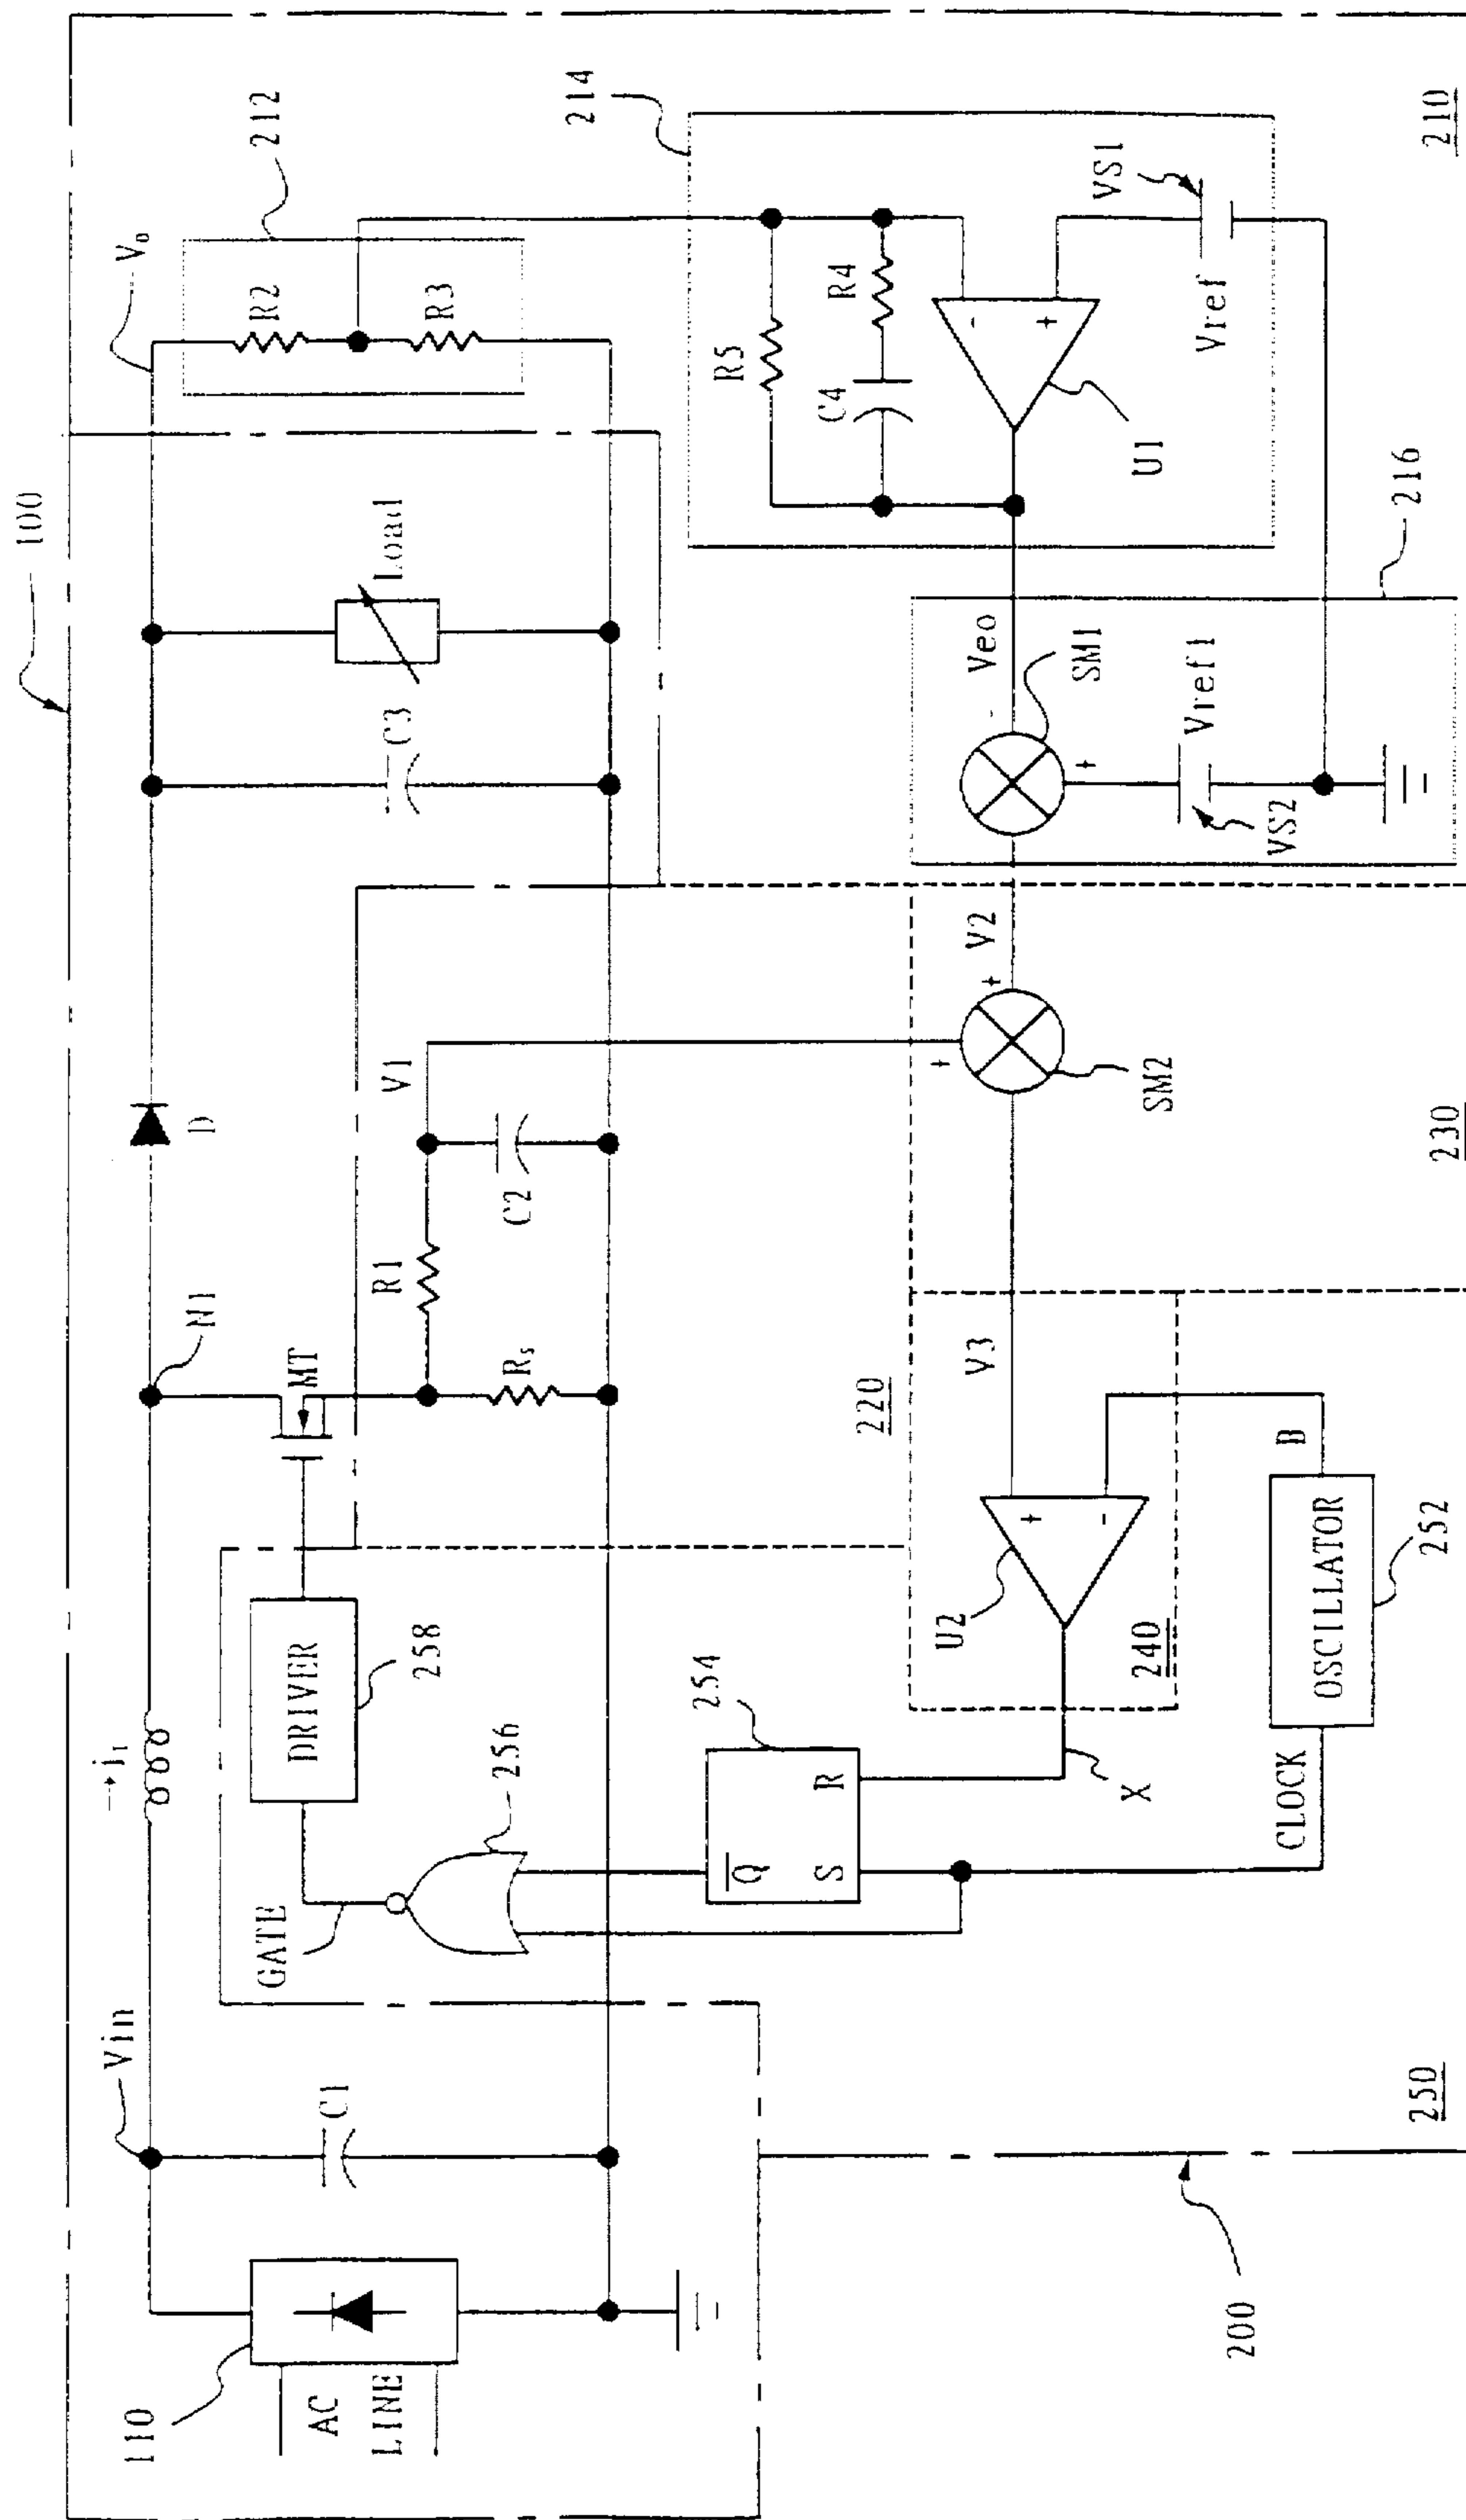 100
V₀
212
R2
R3
214
R5
R4
C4
-
+
U1
VS1
Vref
210
Load
C3
216
Veo
-
SM1
+
Vref1
VS2
D
N1
MT
V1
R1
C2
Rₛ
V2
+
+
SM2
230
220
V3
U2
+
-
240
B
OSCILLATOR
252
CLOCK
X
254
R
S
Q̅
256
GATE
DRIVER
258
→i₁
Vin
C1
110
AC
LINE
200
250